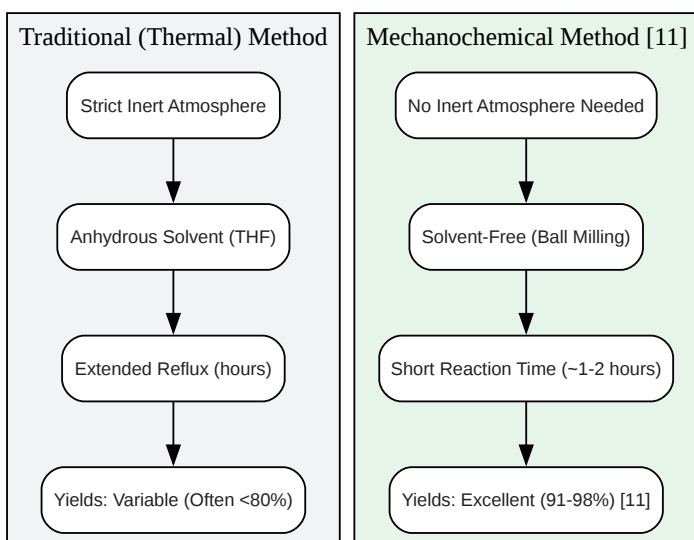 Traditional (Thermal) Method
Strict Inert Atmosphere
Anhydrous Solvent (THF)
Extended Reflux (hours)
Yields: Variable (Often <80%)
Mechanochemical Method [11]
No Inert Atmosphere Needed
Solvent-Free (Ball Milling)
Short Reaction Time (~1-2 hours)
Yields: Excellent (91-98%) [11]